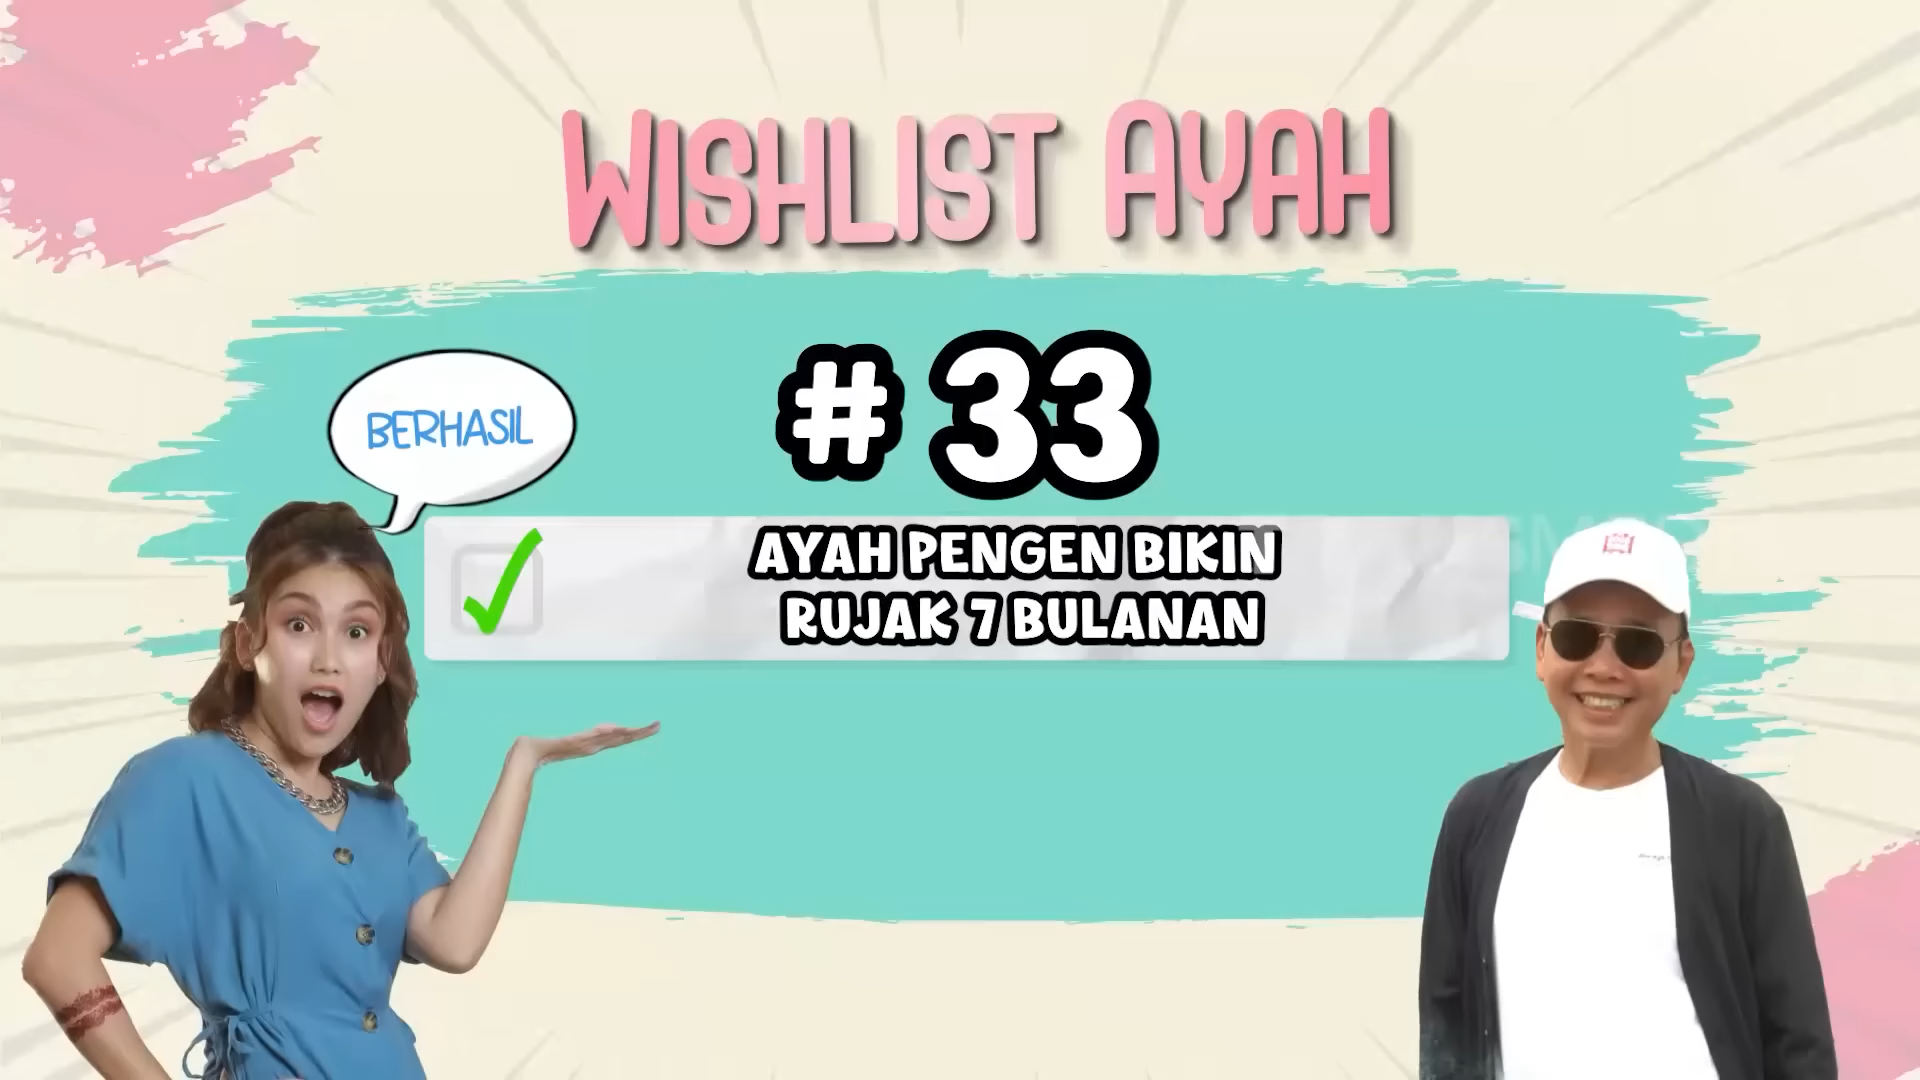 WISHLIST AYAH
# 33
BERHASIL
AYAH PENGEN BIKIN
RUJAK 7 BULANAN